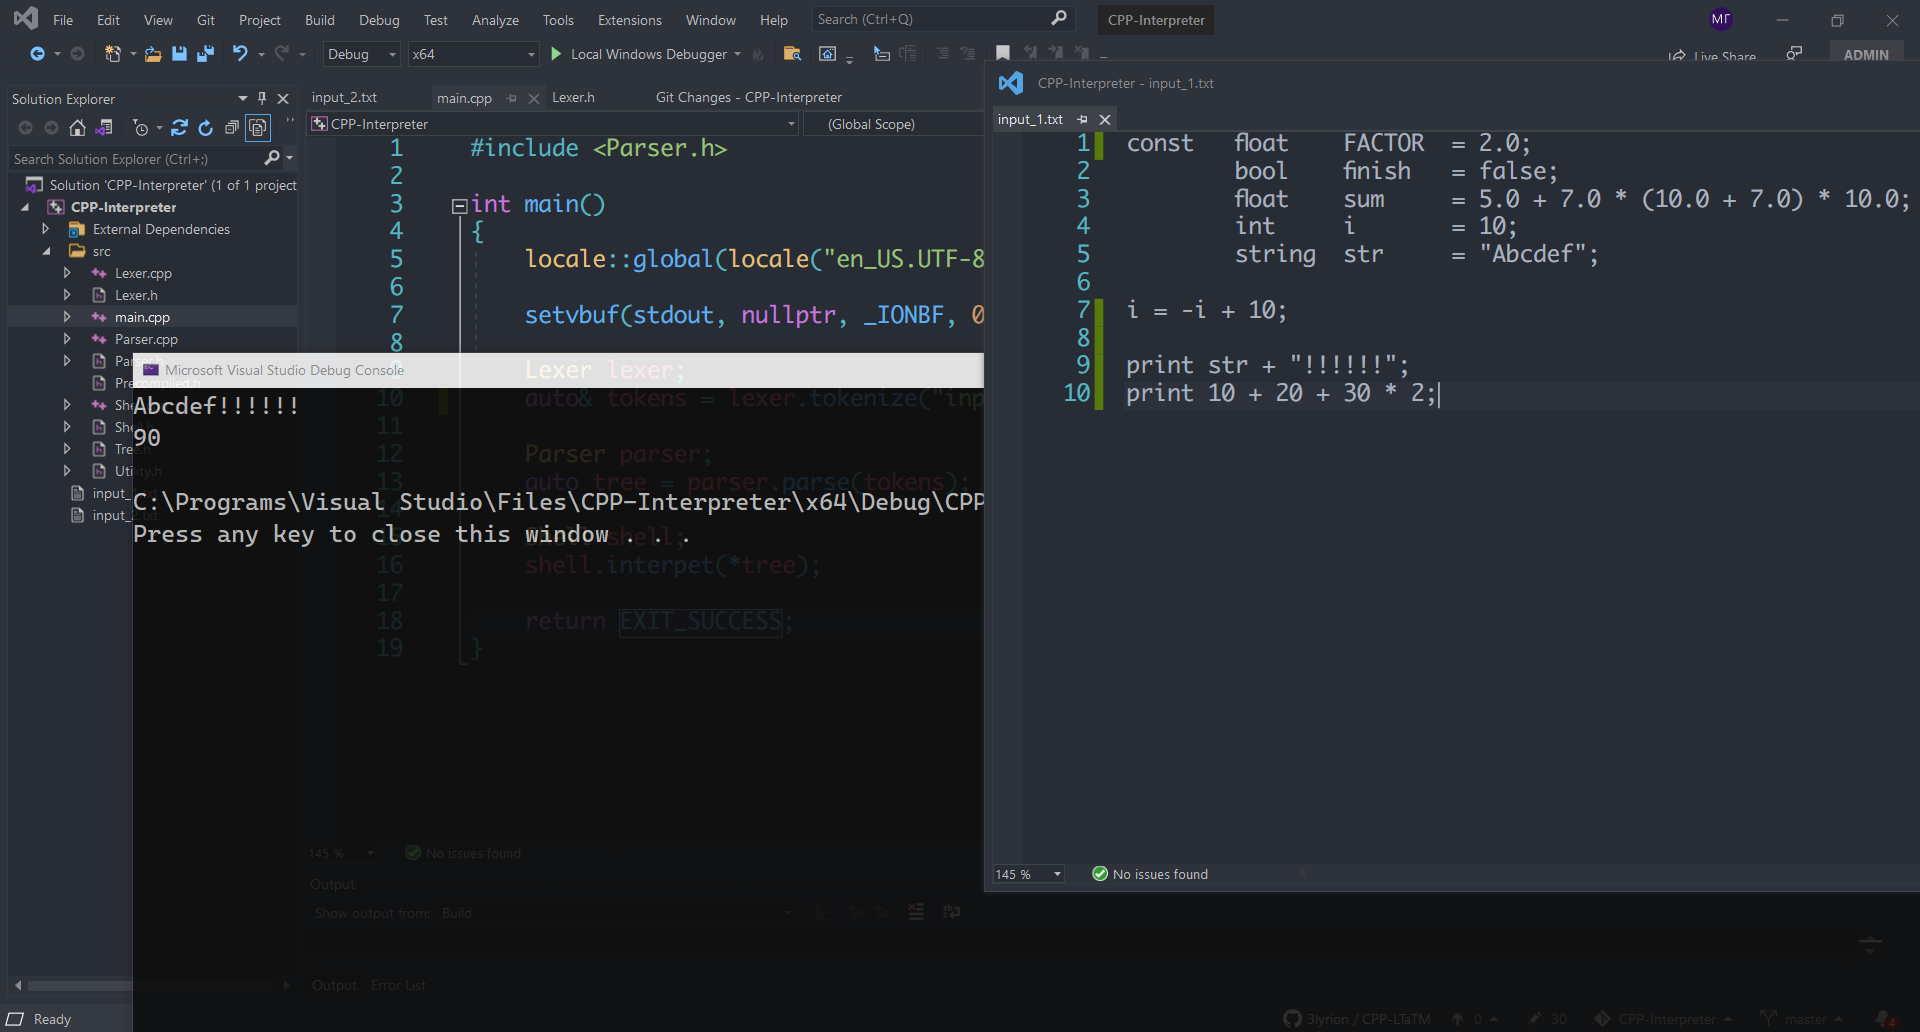 File Edit View Git Project Build Debug Test Analyze Tools Extensions Window Help Search (Ctrl+Q) CPP-Interpreter МГ
Debug x64 Local Windows Debugger Live Share ADMIN
Solution Explorer
Search Solution Explorer (Ctrl+;)
Solution 'CPP-Interpreter' (1 of 1 project
CPP-Interpreter
External Dependencies
src
Lexer.cpp
Lexer.h
main.cpp
Parser.cpp
Parser.h
Precompiled.h
She
She
Tree.h
Utility.h
input_
input_2.txt
input_2.txt main.cpp Lexer.h Git Changes - CPP-Interpreter
CPP-Interpreter (Global Scope)
1 #include <Parser.h>
2
3 int main()
4 {
5 locale::global(locale("en_US.UTF-8
6
7 setvbuf(stdout, nullptr, _IONBF, 0
8
Lexer lexer;
10 auto& tokens = lexer.tokenize("inp
11
12 Parser parser;
13 auto tree = parser.parse(tokens);
14
shell;
16 shell.interpet(*tree);
17
18 return EXIT_SUCCESS;
19 }
Microsoft Visual Studio Debug Console
Abcdef!!!!!!
90
C:\Programs\Visual Studio\Files\CPP-Interpreter\x64\Debug\CPP
Press any key to close this window . . .
145 % No issues found
Output
Show output from: Build
Output Error List
CPP-Interpreter - input_1.txt
input_1.txt
1 const float FACTOR = 2.0;
2 bool finish = false;
3 float sum = 5.0 + 7.0 * (10.0 + 7.0) * 10.0;
4 int i = 10;
5 string str = "Abcdef";
6
7 i = -i + 10;
8
9 print str + "!!!!!!";
10 print 10 + 20 + 30 * 2;
145 % No issues found
Ready 3lyrion / CPP-LTaTM 0 30 CPP-Interpreter master 4